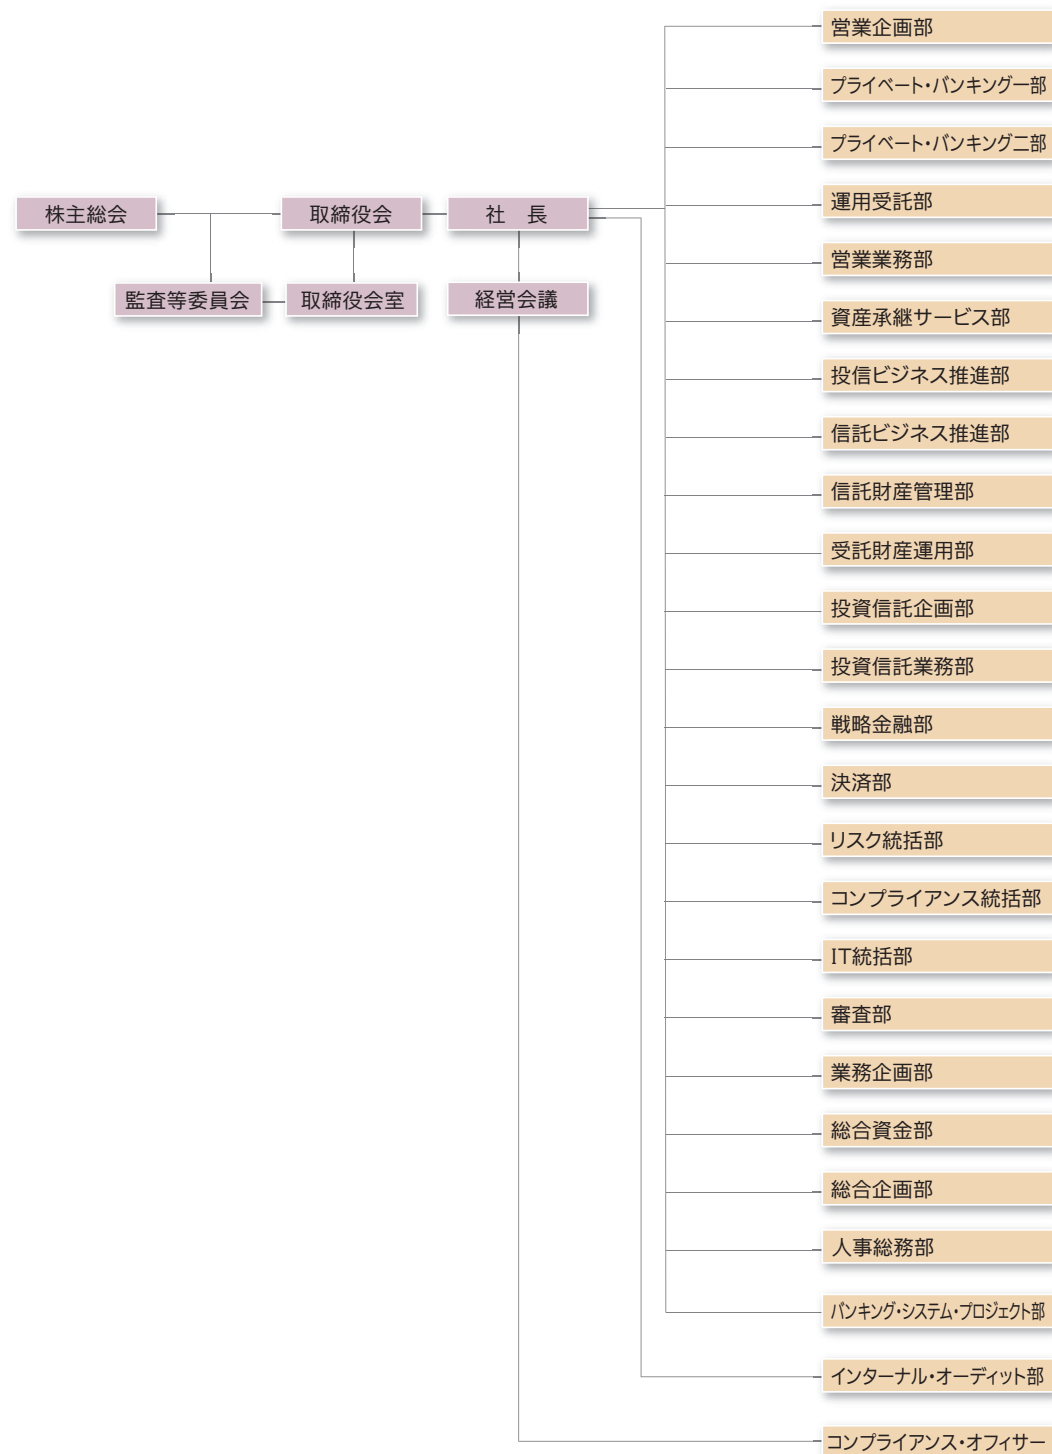 株主総会
取締役会
社 長
監査等委員会
取締役会室
経営会議
営業企画部
プライベート・バンキング一部
プライベート・バンキング二部
運用受託部
営業業務部
資産承継サービス部
投信ビジネス推進部
信託ビジネス推進部
信託財産管理部
受託財産運用部
投資信託企画部
投資信託業務部
戦略金融部
決済部
リスク統括部
コンプライアンス統括部
IT統括部
審査部
業務企画部
総合資金部
総合企画部
人事総務部
バンキング・システム・プロジェクト部
インターナル・オーディット部
コンプライアンス・オフィサー